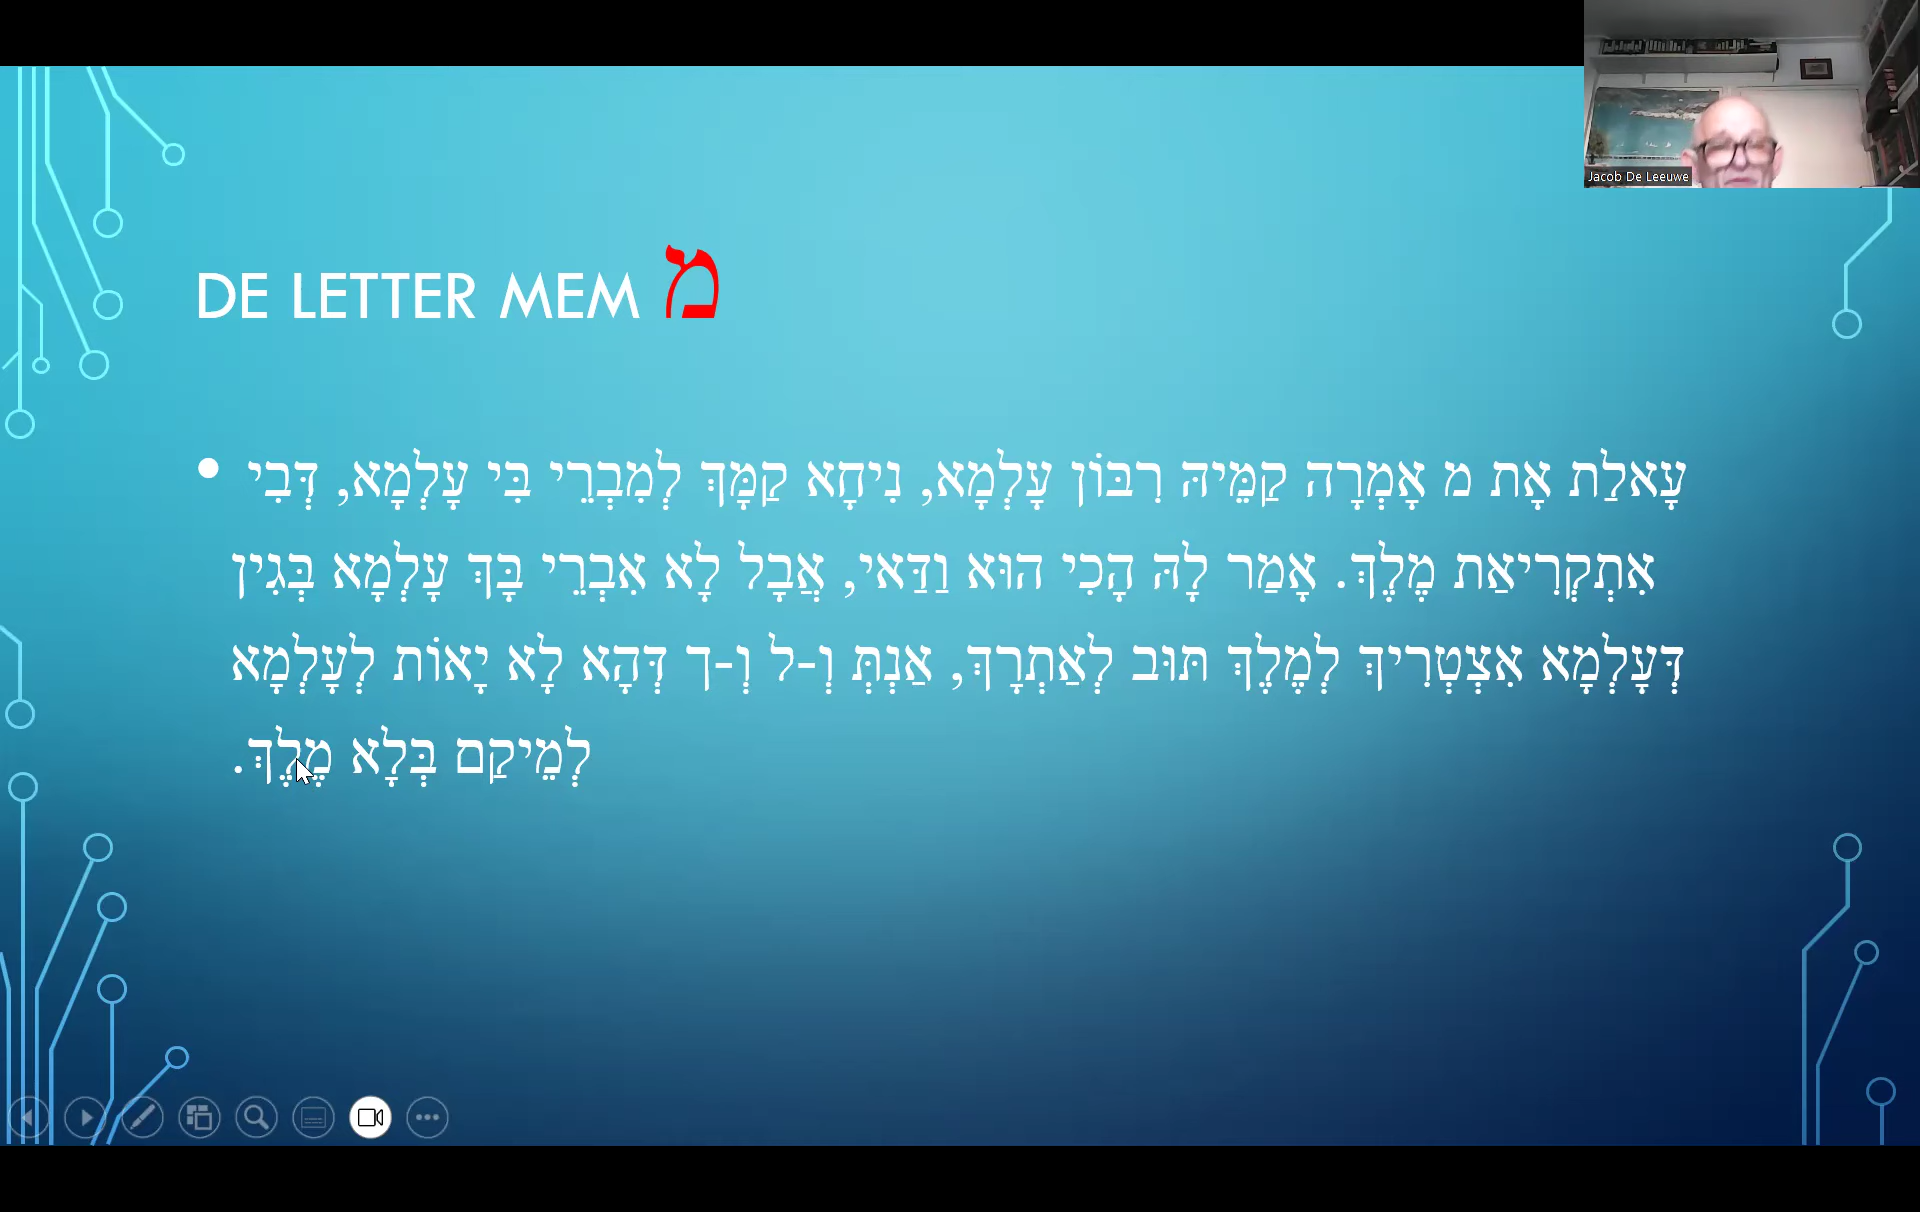 Jacob De Leeuwe
DE LETTER MEM מ
עָאלַת אָת מ אָמְרָה קַמֵּיהּ רִבּוֹן עָלְמָא, נִיחָא קַמָּךְ לְמִבְרֵי בִּי עָלְמָא, דְּבִי
אִתְקְרִיאַת מֶלֶךְ. אָמַר לָהּ הָכִי הוּא וַדַּאי, אֲבָל לָא אִבְרֵי בָּךְ עָלְמָא בְּגִין
דְּעָלְמָא אִצְטְרִיךְ לְמֶלֶךְ תּוּב לְאַתְרָךְ, אַנְתְּ וְ-ל וְ-ך דְּהָא לָא יָאוֹת לְעָלְמָא
לְמֵיקַם בְּלָא מֶלֶךְ.